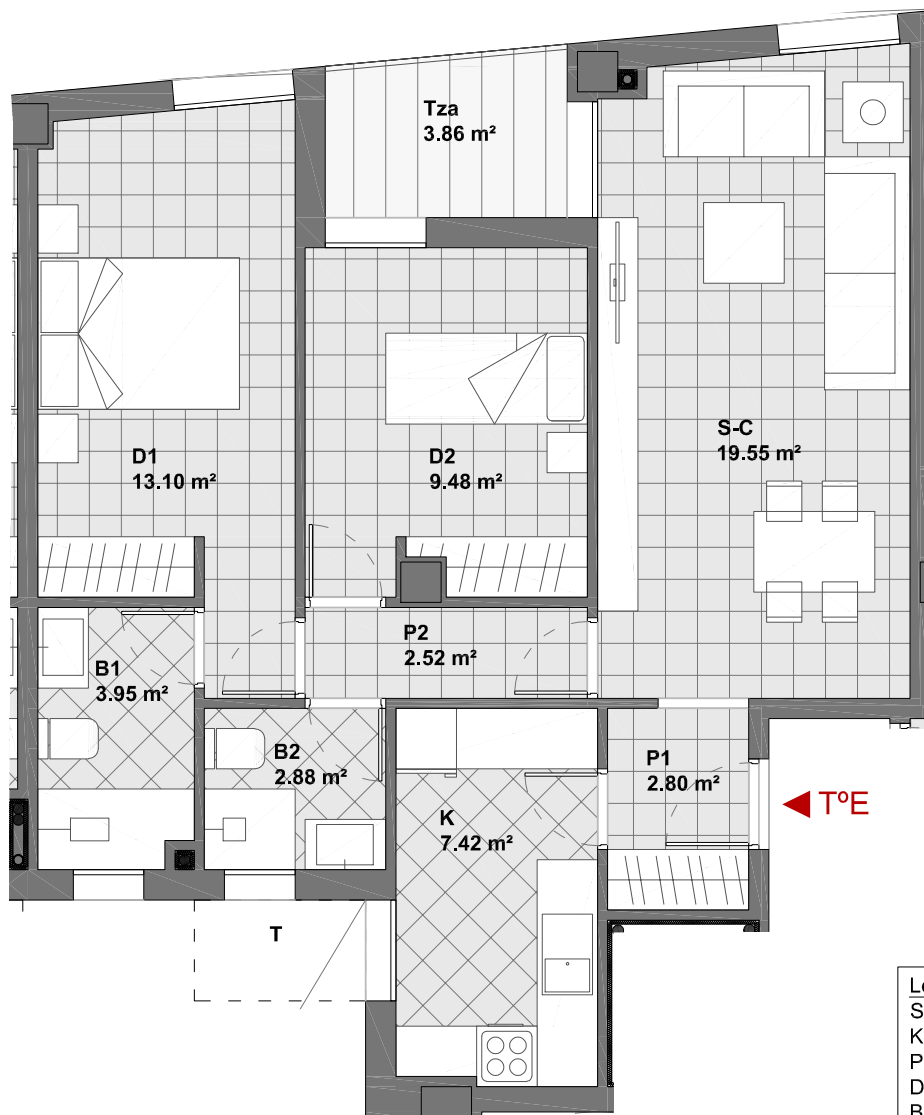 Tza
3.86 m²
S-C
19.55 m²
D1
13.10 m²
D2
9.48 m²
P2
2.52 m²
B1
3.95 m²
B2
2.88 m²
P1
2.80 m²
K
7.42 m²
TºE
T
S
K
P
D
B